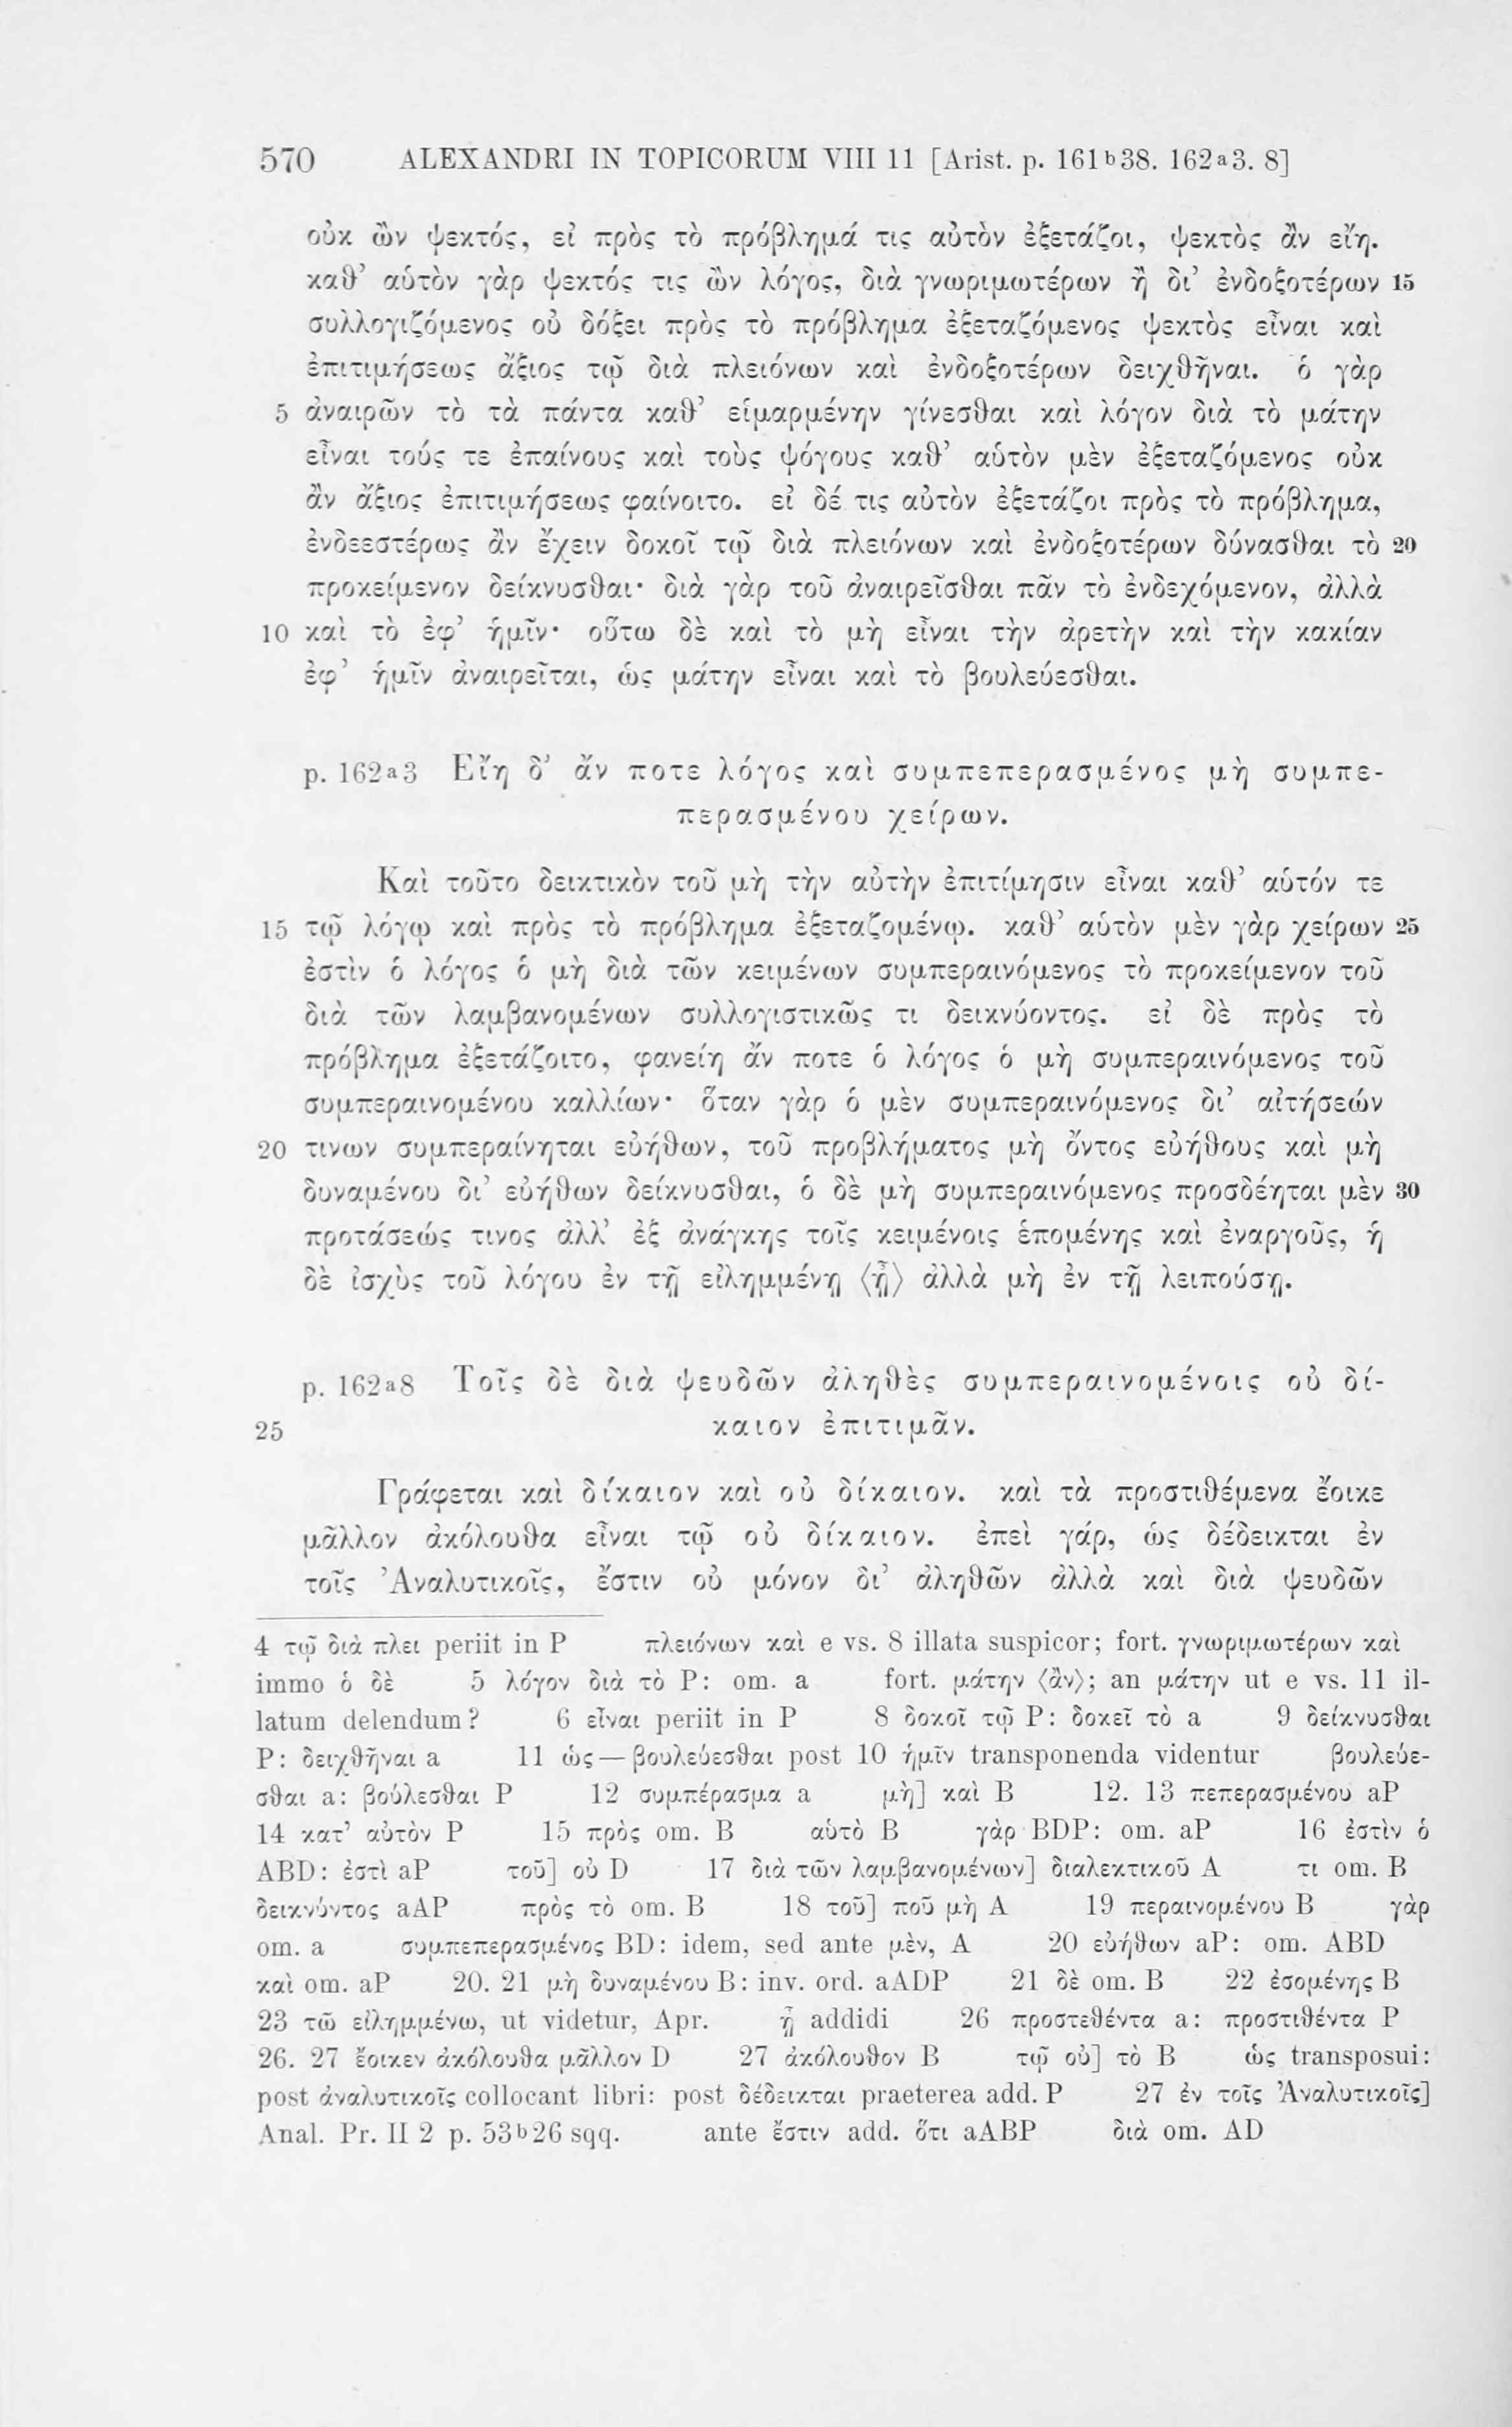 570 ALEXANDRI IN TOPICORUM VIII 11 [Arist. p. 161b38. 162a3. 8]
οὐκ ὢν ψεκτός, εἰ πρὸς τὸ πρόβλημά τις αὐτὸν ἐξετάζοι, ψεκτὸς ἂν εἴη.
καθ’ αὑτὸν γὰρ ψεκτός τις ὢν λόγος, διὰ γνωριμωτέρων ἢ δι’ ἐνδοξοτέρων 15
συλλογιζόμενος οὐ δόξει πρὸς τὸ πρόβλημα ἐξεταζόμενος ψεκτὸς εἶναι καὶ
ἐπιτιμήσεως ἄξιος τῷ διὰ πλειόνων καὶ ἐνδοξοτέρων δειχθῆναι. ὁ γὰρ
5 ἀναιρῶν τὸ τὰ πάντα καθ’ εἱμαρμένην γίνεσθαι καὶ λόγον διὰ τὸ μάτην
εἶναι τούς τε ἐπαίνους καὶ τοὺς ψόγους καθ’ αὑτὸν μὲν ἐξεταζόμενος οὐκ
ἂν ἄξιος ἐπιτιμήσεως φαίνοιτο. εἰ δέ τις αὐτὸν ἐξετάζοι πρὸς τὸ πρόβλημα,
ἐνδεεστέρως ἂν ἔχειν δοκοῖ τῷ διὰ πλειόνων καὶ ἐνδοξοτέρων δύνασθαι τὸ 20
προκείμενον δείκνυσθαι· διὰ γὰρ τοῦ ἀναιρεῖσθαι πᾶν τὸ ἐνδεχόμενον, ἀλλὰ
10 καὶ τὸ ἐφ’ ἡμῖν· οὕτω δὲ καὶ τὸ μὴ εἶναι τὴν ἀρετὴν καὶ τὴν κακίαν
ἐφ’ ἡμῖν ἀναιρεῖται, ὡς μάτην εἶναι καὶ τὸ βουλεύεσθαι.
p. 162a3 Εἴη δ’ ἄν ποτε λόγος καὶ συμπεπερασμένος μὴ συμπε-
περασμένου χείρων.
Καὶ τοῦτο δεικτικὸν τοῦ μὴ τὴν αὐτὴν ἐπιτίμησιν εἶναι καθ’ αὑτόν τε
15 τῷ λόγῳ καὶ πρὸς τὸ πρόβλημα ἐξεταζομένῳ. καθ’ αὑτὸν μὲν γὰρ χείρων 25
ἐστὶν ὁ λόγος ὁ μὴ διὰ τῶν κειμένων συμπεραινόμενος τὸ προκείμενον τοῦ
διὰ τῶν λαμβανομένων συλλογιστικῶς τι δεικνύοντος. εἰ δὲ πρὸς τὸ
πρόβλημα ἐξετάζοιτο, φανείη ἄν ποτε ὁ λόγος ὁ μὴ συμπεραινόμενος τοῦ
συμπεραινομένου καλλίων· ὅταν γὰρ ὁ μὲν συμπεραινόμενος δι’ αἰτήσεών
20 τινων συμπεραίνηται εὐήθων, τοῦ προβλήματος μὴ ὄντος εὐήθους καὶ μὴ
δυναμένου δι’ εὐήθων δείκνυσθαι, ὁ δὲ μὴ συμπεραινόμενος προσδέηται μὲν 30
προτάσεώς τινος ἀλλ’ ἐξ ἀνάγκης τοῖς κειμένοις ἑπομένης καὶ ἐναργοῦς, ἡ
δὲ ἰσχὺς τοῦ λόγου ἐν τῇ εἰλημμένῃ ⟨ᾖ⟩ ἀλλὰ μὴ ἐν τῇ λειπούσῃ.
p. 162a8 Τοῖς δὲ διὰ ψευδῶν ἀληθὲς συμπεραινομένοις οὐ δί-
25 καιον ἐπιτιμᾶν.
Γράφεται καὶ δίκαιον καὶ οὐ δίκαιον. καὶ τὰ προστιθέμενα ἔοικε
μᾶλλον ἀκόλουθα εἶναι τῷ οὐ δίκαιον. ἐπεὶ γάρ, ὡς δέδεικται ἐν
τοῖς Ἀναλυτικοῖς, ἔστιν οὐ μόνον δι’ ἀληθῶν ἀλλὰ καὶ διὰ ψευδῶν
4 τῷ διὰ πλει periit in P πλειόνων καὶ e vs. 8 illata suspicor; fort. γνωριμωτέρων καὶ
immo ὁ δὲ 5 λόγον διὰ τὸ P: om. a fort. μάτην ⟨ἂν⟩; an μάτην ut e vs. 11 il-
latum delendum? 6 εἶναι periit in P 8 δοκοῖ τῷ P: δοκεῖ τὸ a 9 δείκνυσθαι
P: δειχθῆναι a 11 ὡς — βουλεύεσθαι post 10 ἡμῖν transponenda videntur βουλεύε-
σθαι a: βούλεσθαι P 12 συμπέρασμα a μὴ] καὶ B 12. 13 πεπερασμένου aP
14 κατ’ αὐτὸν P 15 πρὸς om. B αὑτὸ B γὰρ BDP: om. aP 16 ἐστὶν ὁ
ABD: ἐστὶ aP τοῦ] οὐ D 17 διὰ τῶν λαμβανομένων] διαλεκτικοῦ A τι om. B
δεικνύντος aAP πρὸς τὸ om. B 18 τοῦ] ποῦ μὴ A 19 περαινομένου B γὰρ
om. a συμπεπερασμένος BD: idem, sed ante μὲν, A 20 εὐήθων aP: om. ABD
καὶ om. aP 20. 21 μὴ δυναμένου B: inv. ord. aADP 21 δὲ om. B 22 ἐσομένης B
23 τῶ εἰλημμένω, ut videtur, Apr. ᾖ addidi 26 προστεθέντα a: προστιθέντα P
26. 27 ἔοικεν ἀκόλουθα μᾶλλον D 27 ἀκόλουθον B τῷ οὐ] τὸ B ὡς transposui:
post ἀναλυτικοῖς collocant libri: post δέδεικται praeterea add. P 27 ἐν τοῖς Ἀναλυτικοῖς]
Anal. Pr. II 2 p. 53b26 sqq. ante ἔστιν add. ὅτι aABP διὰ om. AD